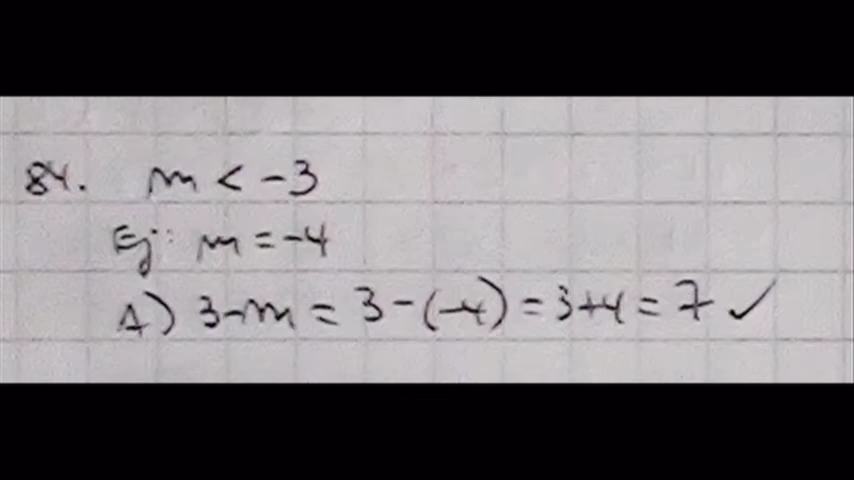 84. m < -3
Ej: m = -4
A) 3-m = 3-(-4) = 3+4 = 7 ✓